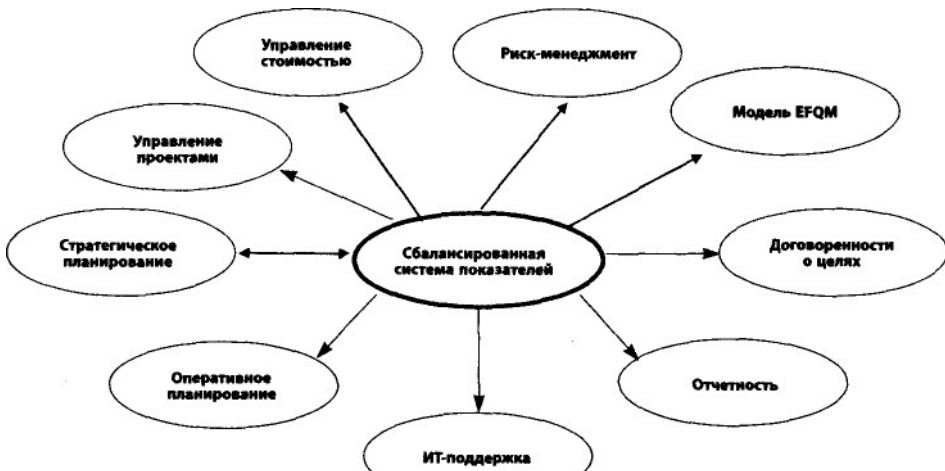 Управление
стоимостью
Риск-менеджмент
Модель EFQM
Управление
проектами
Стратегическое
планирование
Сбалансированная
система показателей
Договоренности
о целях
Оперативное
планирование
Отчетность
ИТ-поддержка